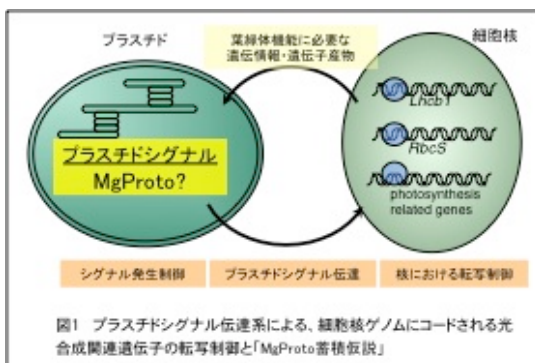 プラスチド
葉緑体機能に必要な
遺伝情報・遺伝子産物
細胞核
プラスチドシグナル
MgProto?
Lhcb1
RbcS
photosynthesis
related genes
シグナル発生制御
プラスチドシグナル伝達
核における転写制御
図1 プラスチドシグナル伝達系による、細胞核ゲノムにコードされる光
合成関連遺伝子の転写制御と「MgProto蓄積仮説」